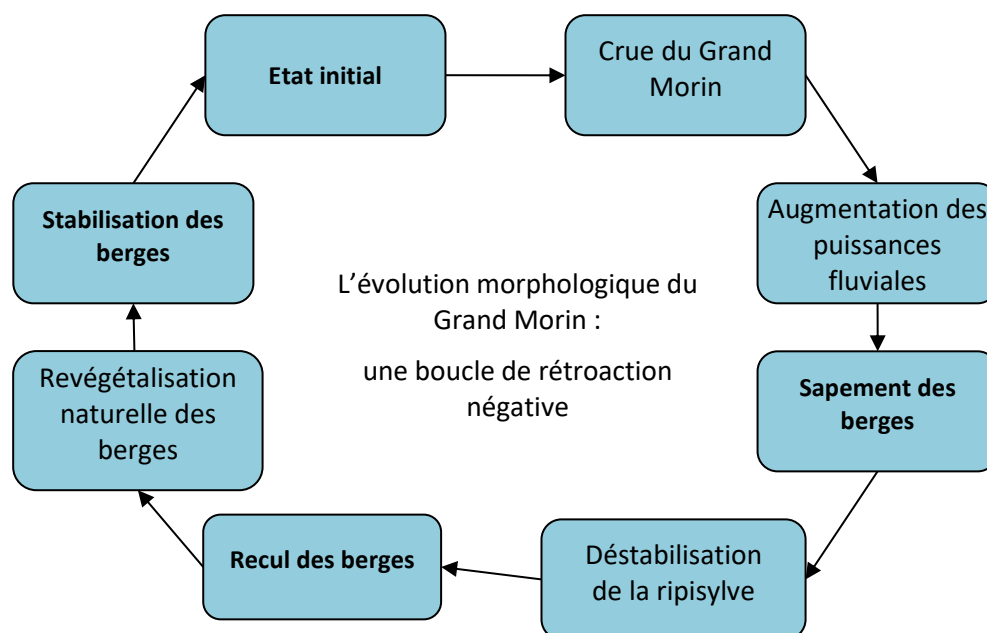 Etat initial
Crue du Grand
Morin
Augmentation des
puissances
fluviales
Sapement des
berges
Déstabilisation
de la ripisylve
Recul des berges
Revégétalisation
naturelle des
berges
Stabilisation des
berges
L'évolution morphologique du
Grand Morin :
une boucle de rétroaction
négative